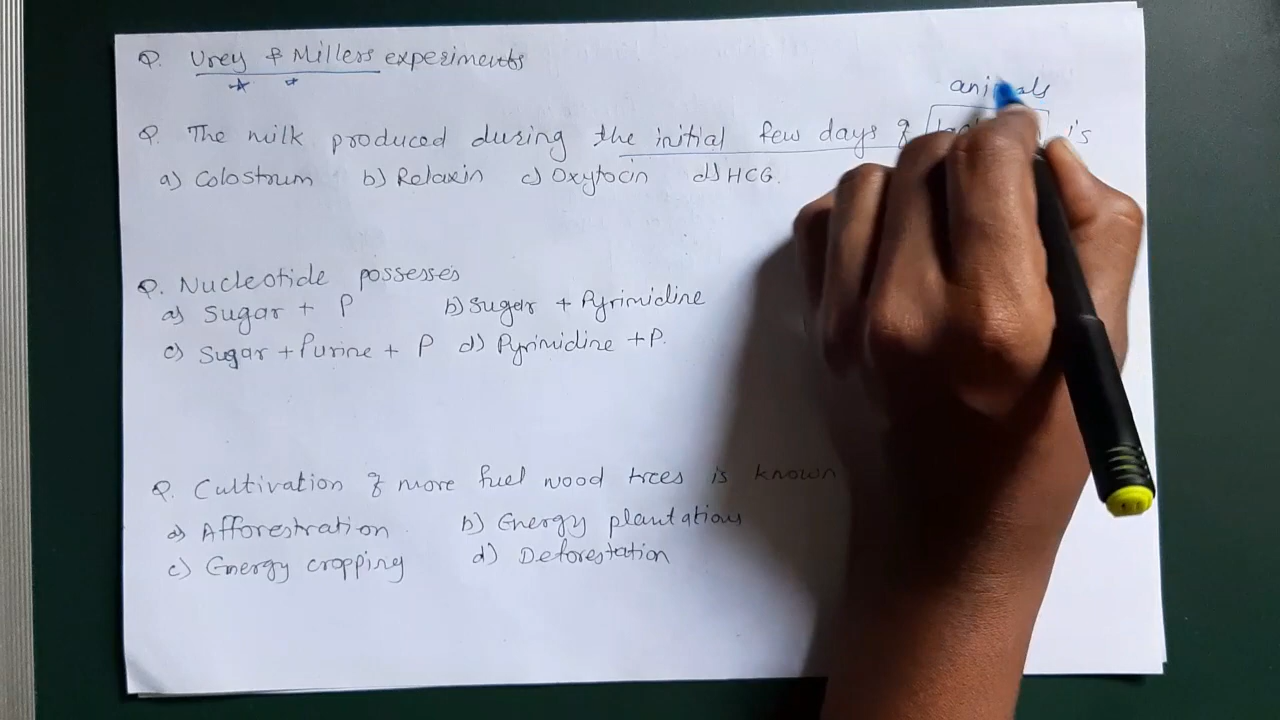 Q. Urey & Millers experiments
animals
Q. The milk produced during the initial few days of is
a) Colostrum b) Relaxin c) Oxytocin d) HCG.
Q. Nucleotide possesses
a) Sugar + P b) Sugar + Pyrimidine
c) Sugar + Purine + P d) Pyrimidine + P.
Q. Cultivation of more fuel wood trees is known
a) Afforestration b) Energy plantations
c) Energy cropping d) Deforestation